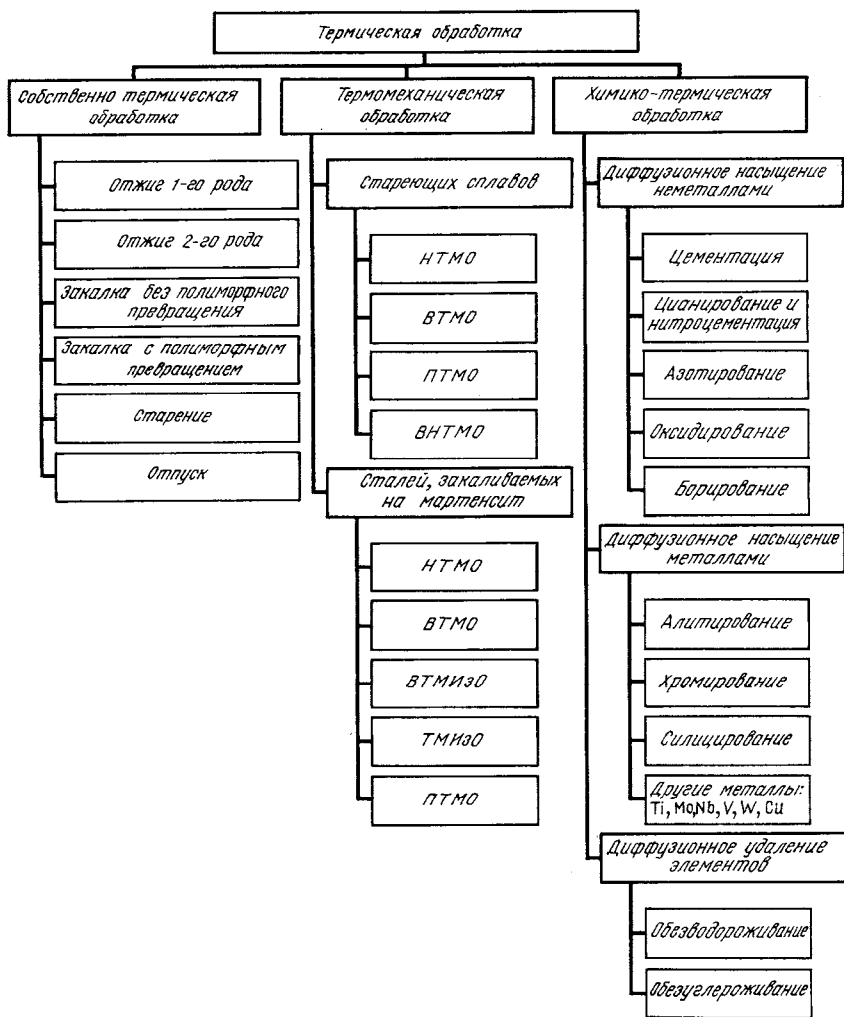 Термическая обработка
Собственно термическая
обработка
Отжиг 1-го рода
Отжиг 2-го рода
Закалка без полиморфного
превращения
Закалка с полиморфным
превращением
Старение
Отпуск
Термомеханическая
обработка
Стареющих сплавов
НТМО
ВТМО
ПТМО
ВНТМО
Сталей, закаливаемых
на мартенсит
НТМО
ВТМО
ВТМИзО
ТМИзО
ПТМО
Химико-термическая
обработка
Диффузионное насыщение
неметаллами
Цементация
Цианирование и
нитроцементация
Азотирование
Оксидирование
Борирование
Диффузионное насыщение
металлами
Алитирование
Хромирование
Силицирование
Другие металлы:
Ti, Mo,Nb, V, W, Cu
Диффузионное удаление
элементов
Обезводороживание
Обезуглероживание